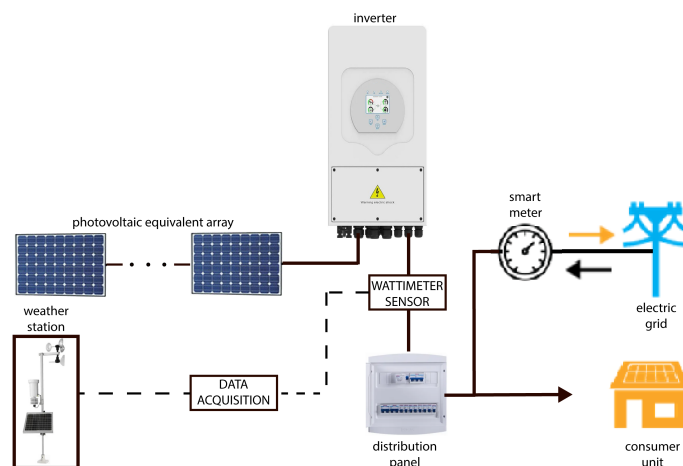 inverter
photovoltaic equivalent array
smart
meter
WATTIMETER
SENSOR
weather
station
electric
grid
DATA
ACQUISITION
distribution
panel
consumer
unit